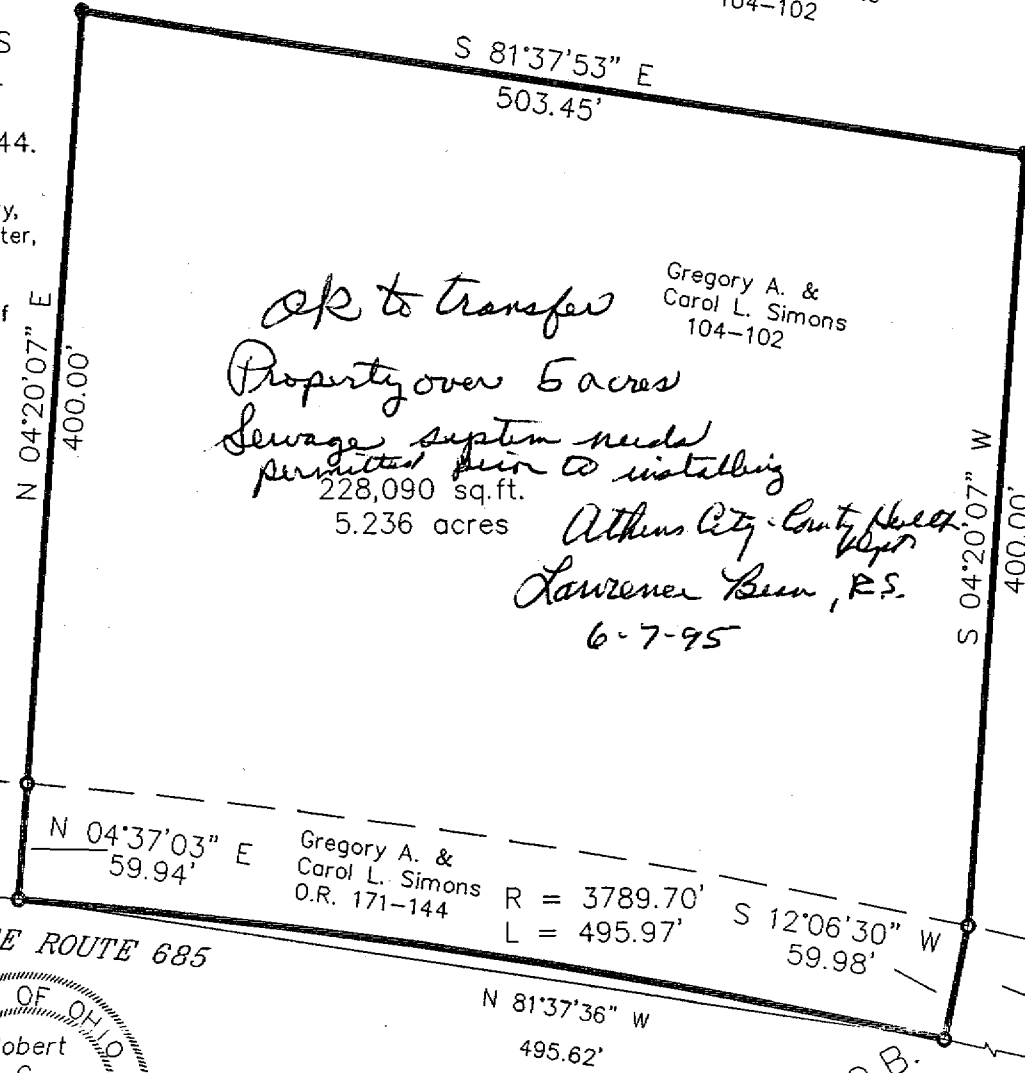 104-102
S
S 81°37'53" E
503.45'
44.
y,
ter,
f
N 04°20'07" E
400.00'
Gregory A. &
Carol L. Simons
104-102
ok to transfer
Property over 5 acres
Sewage system needs
permitted prior to installing
228,090 sq.ft.
5.236 acres
Athens City-County Health
Dept
Lawrence Bean, R.S.
6-7-95
S 04°20'07" W
400.00'
N 04°37'03" E
59.94'
Gregory A. &
Carol L. Simons
O.R. 171-144
R = 3789.70'
L = 495.97'
S 12°06'30" W
59.98'
E ROUTE 685
N 81°37'36" W
495.62'
OF OHIO
obert
B.